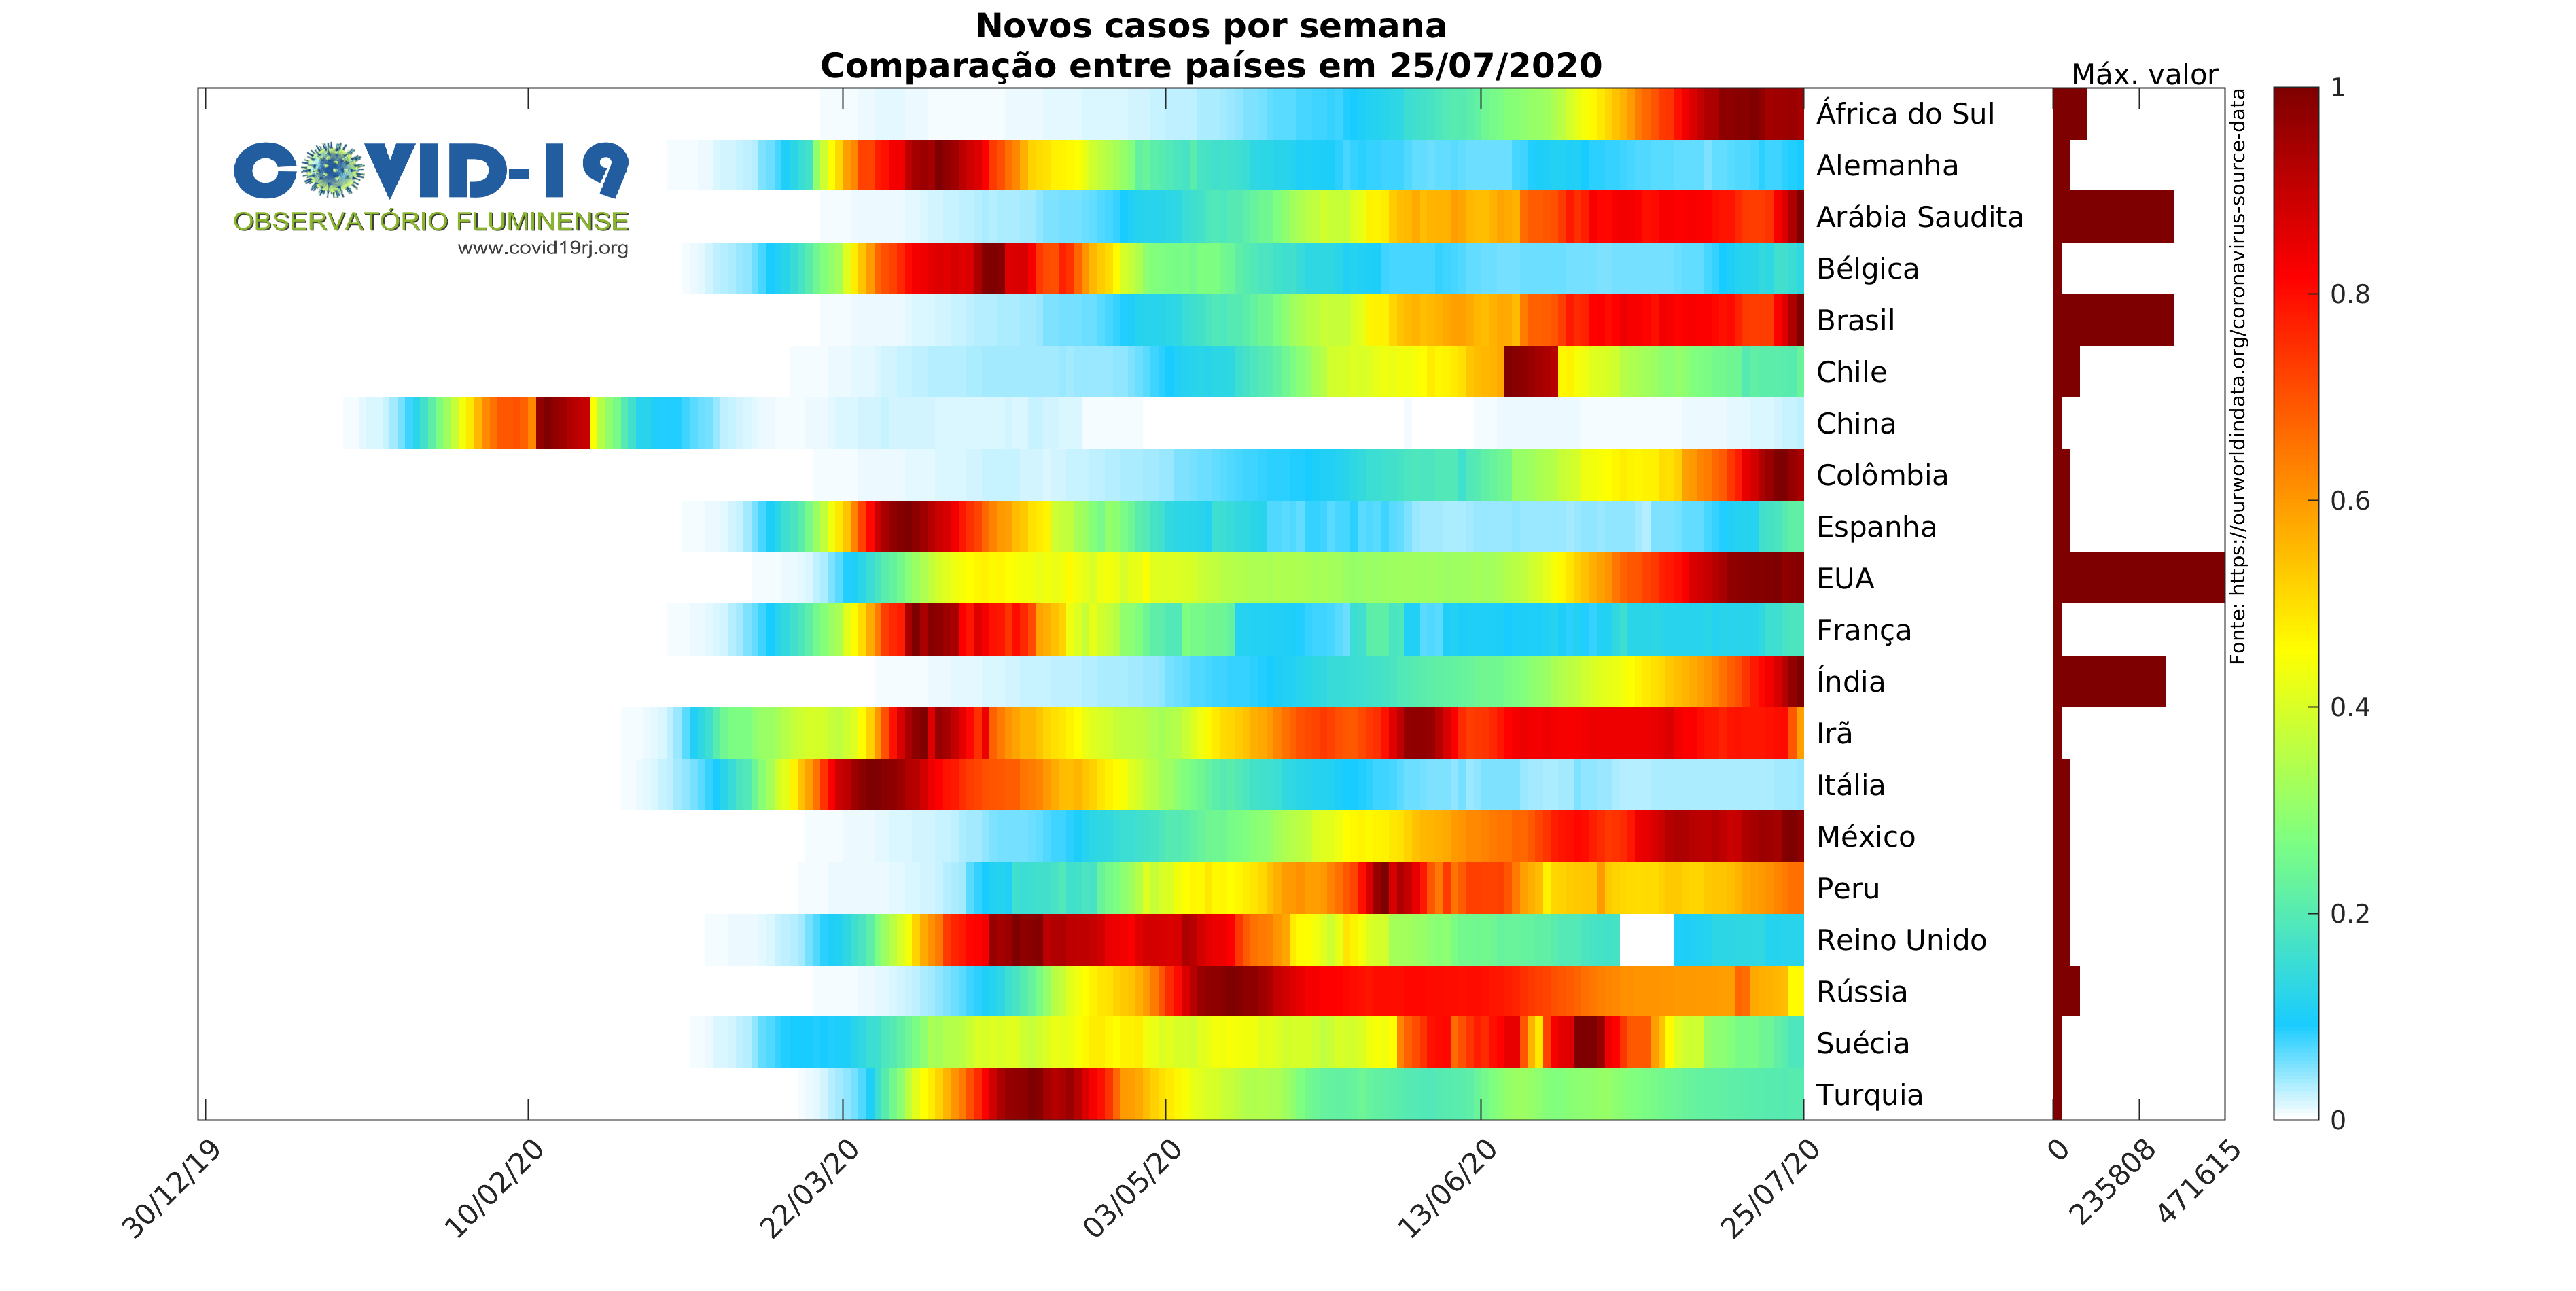 Novos casos por semana
Comparação entre países em 25/07/2020
Máx. valor
COVID-19
OBSERVATÓRIO FLUMINENSE
www.covid19rj.org
África do Sul
Alemanha
Arábia Saudita
Bélgica
Brasil
Chile
China
Colômbia
Espanha
EUA
França
Índia
Irã
Itália
México
Peru
Reino Unido
Rússia
Suécia
Turquia
Fonte: https://ourworldindata.org/coronavirus-source-data
1
0.8
0.6
0.4
0.2
0
30/12/19
10/02/20
22/03/20
03/05/20
13/06/20
25/07/20
0
235808
471615